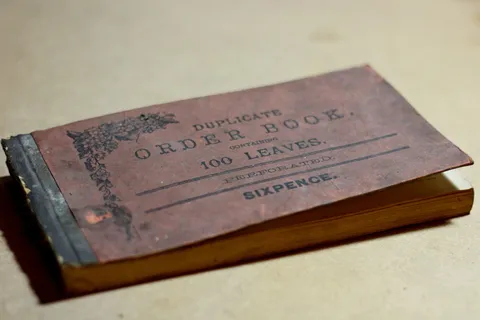 DUPLICATE
ORDER BOOK.
CONTAINING
100 LEAVES.
PERFORATED.
SIXPENCE.